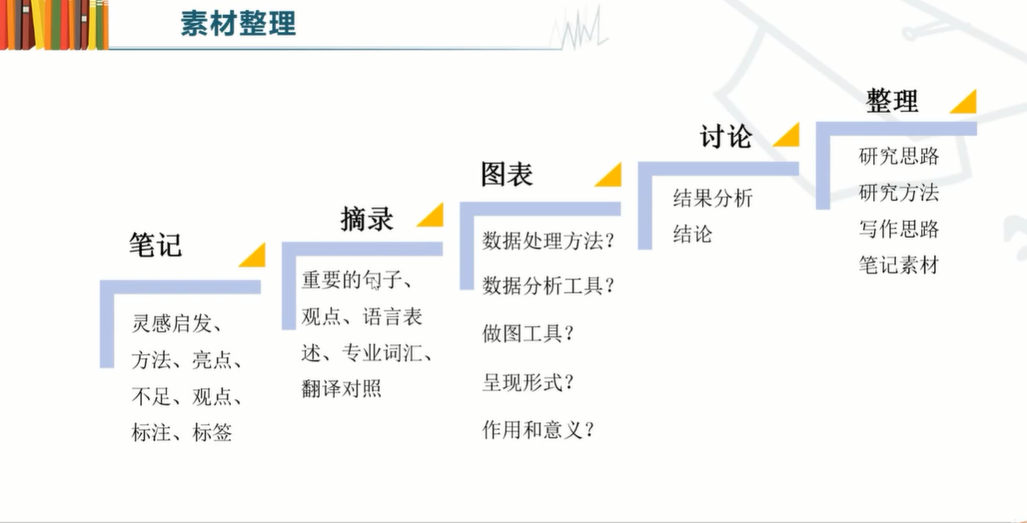 素材整理
笔记
灵感启发、
方法、亮点、
不足、观点、
标注、标签
摘录
重要的句子、
观点、语言表
述、专业词汇、
翻译对照
图表
数据处理方法？
数据分析工具？
做图工具？
呈现形式？
作用和意义？
讨论
结果分析
结论
整理
研究思路
研究方法
写作思路
笔记素材